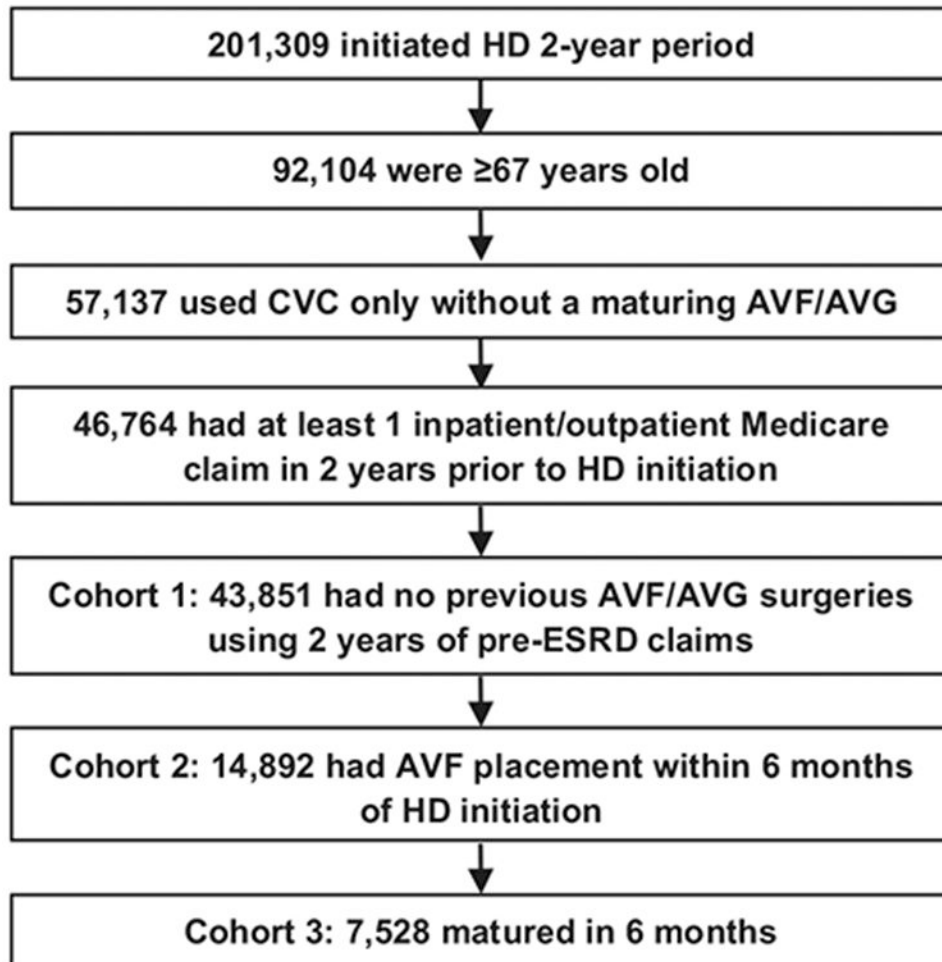 201,309 initiated HD 2-year period
92,104 were ≥67 years old
57,137 used CVC only without a maturing AVF/AVG
46,764 had at least 1 inpatient/outpatient Medicare
claim in 2 years prior to HD initiation
Cohort 1: 43,851 had no previous AVF/AVG surgeries
using 2 years of pre-ESRD claims
Cohort 2: 14,892 had AVF placement within 6 months
of HD initiation
Cohort 3: 7,528 matured in 6 months